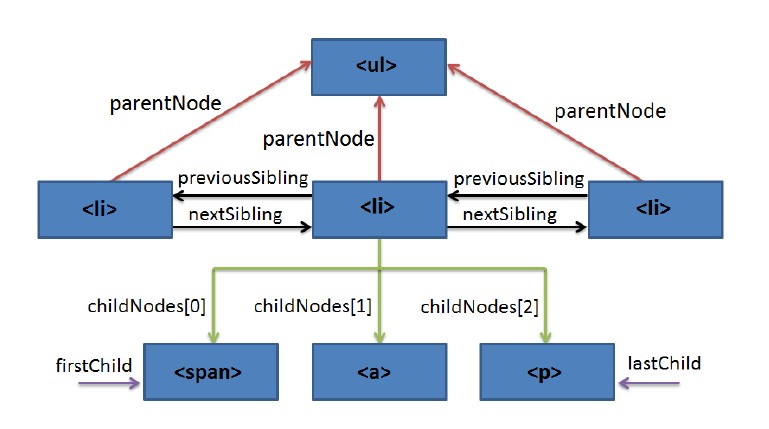 <ul>
parentNode
parentNode
parentNode
previousSibling
previousSibling
<li>
<li>
<li>
nextSibling
nextSibling
childNodes[0]
childNodes[1]
childNodes[2]
firstChild
lastChild
<span>
<a>
<p>